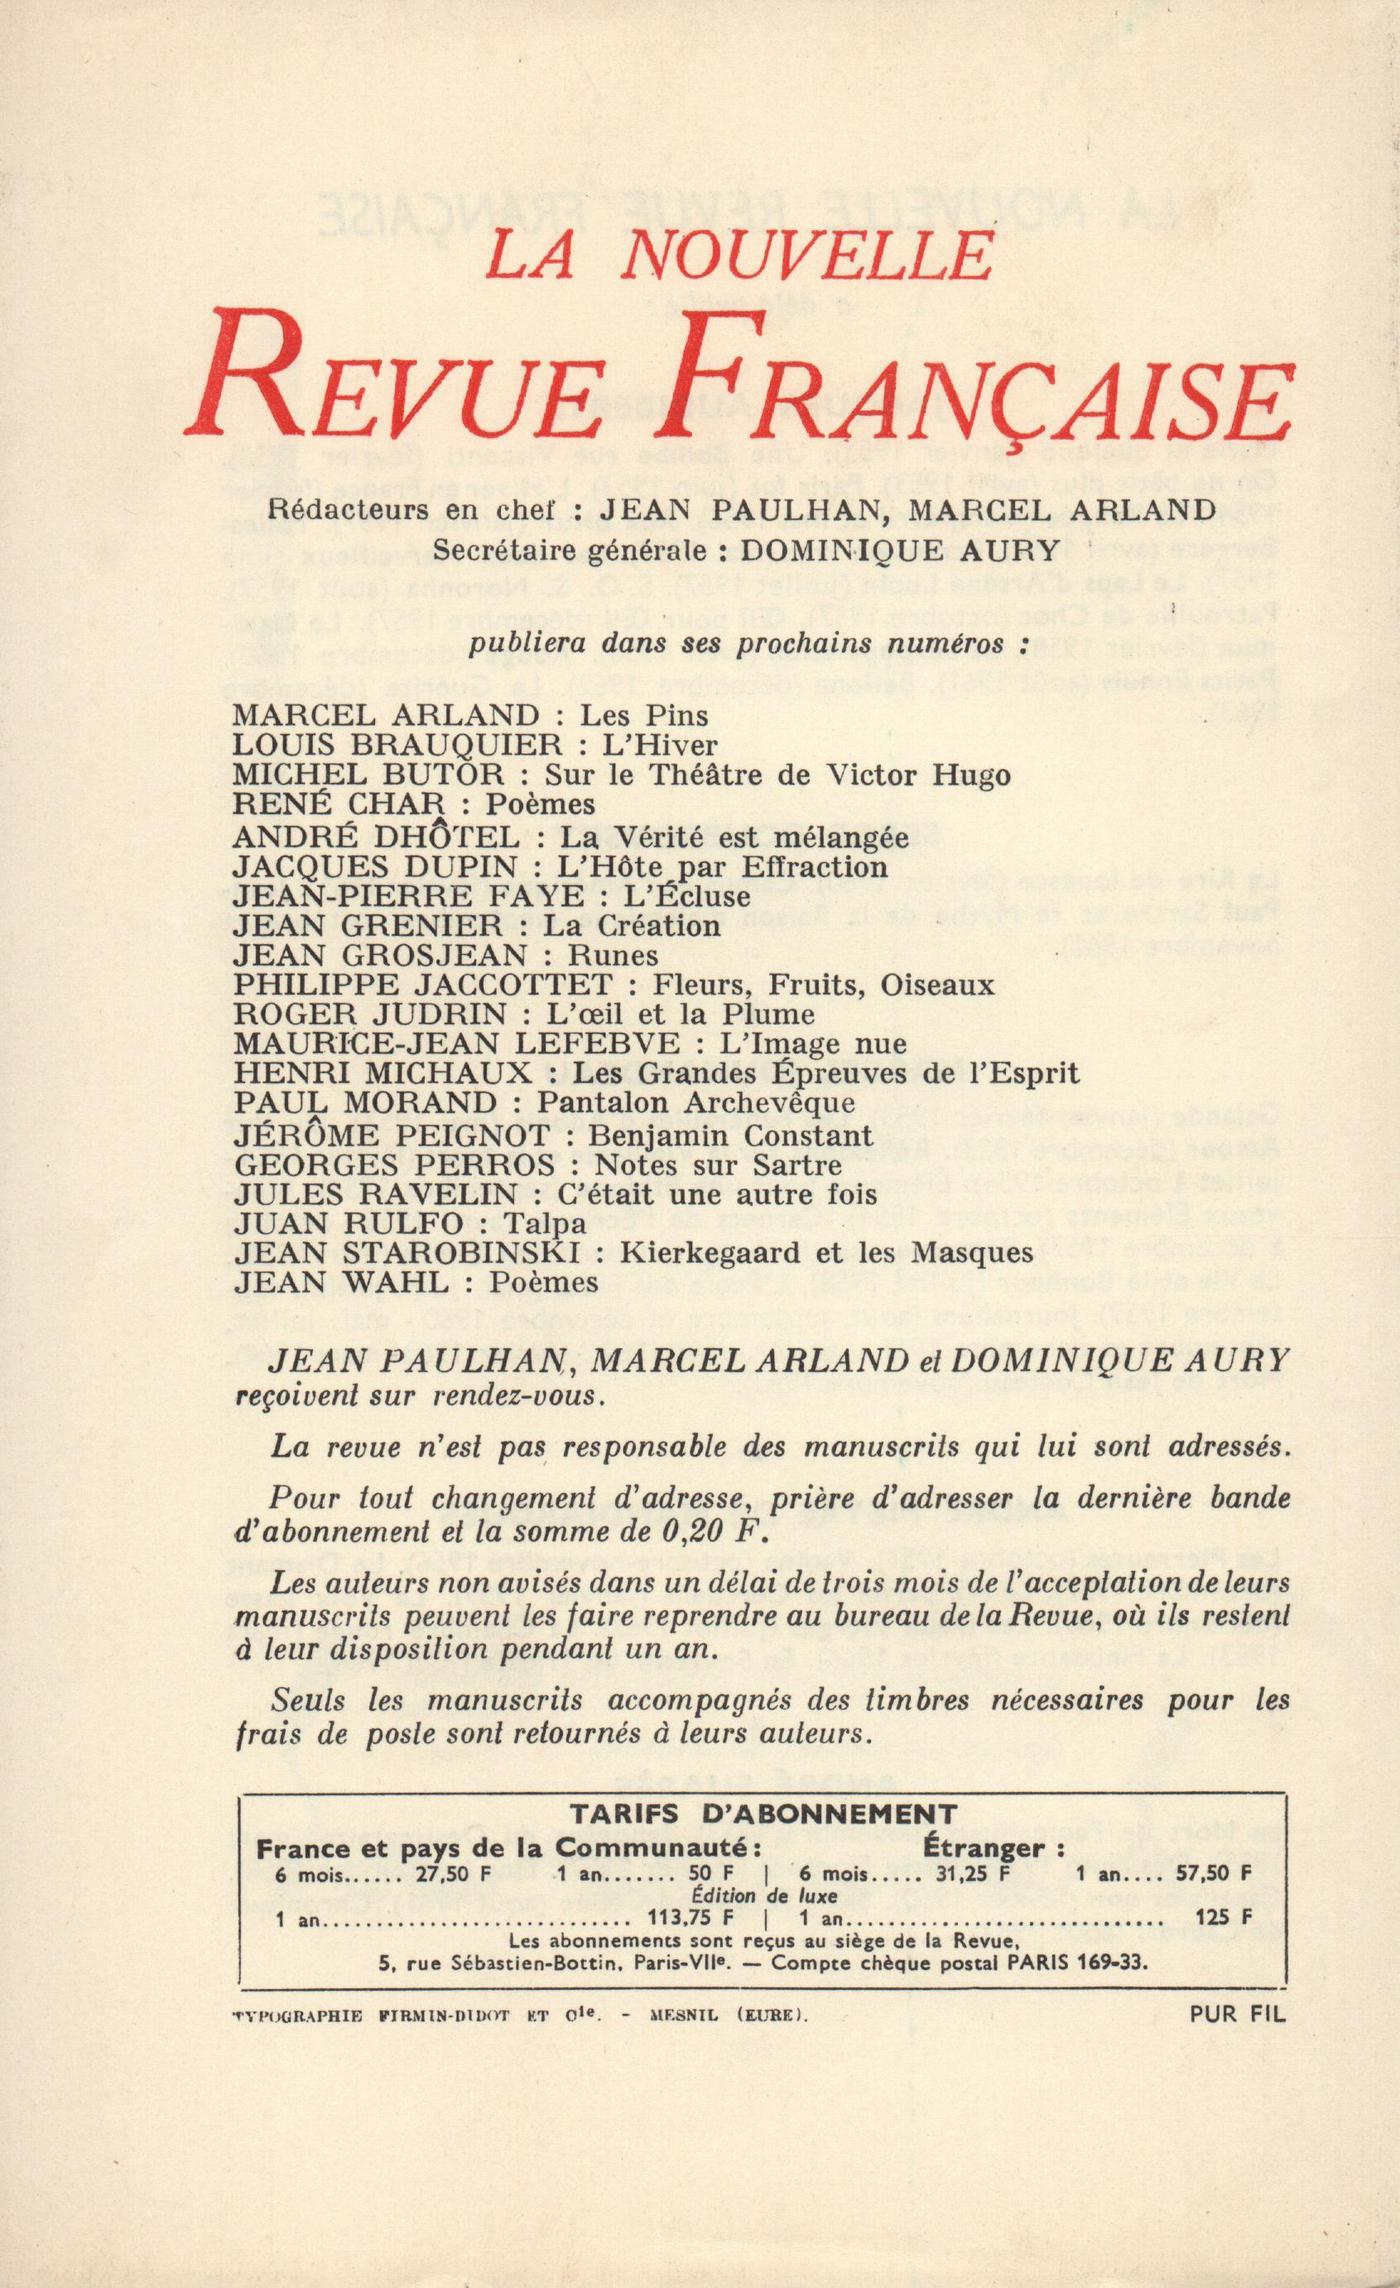 LA NOUVELLE
REVUE FRANÇAISE
Rédacteurs en chef : JEAN PAULHAN, MARCEL ARLAND
Secrétaire générale : DOMINIQUE AURY
publiera dans ses prochains numéros :
MARCEL ARLAND : Les Pins
LOUIS BRAUQUIER : L'Hiver
MICHEL BUTOR : Sur le Théâtre de Victor Hugo
RENÉ CHAR : Poèmes
ANDRÉ DHÔTEL : La Vérité est mélangée
JACQUES DUPIN : L'Hôte par Effraction
JEAN-PIERRE FAYE : L'Écluse
JEAN GRENIER : La Création
JEAN GROSJEAN : Runes
PHILIPPE JACCOTTET : Fleurs, Fruits, Oiseaux
ROGER JUDRIN : L'œil et la Plume
MAURICE-JEAN LEFEBVE : L'Image nue
HENRI MICHAUX : Les Grandes Épreuves de l'Esprit
PAUL MORAND : Pantalon Archevêque
JÉRÔME PEIGNOT : Benjamin Constant
GEORGES PERROS : Notes sur Sartre
JULES RAVELIN : C'était une autre fois
JUAN RULFO : Talpa
JEAN STAROBINSKI : Kierkegaard et les Masques
JEAN WAHL : Poèmes
JEAN PAULHAN, MARCEL ARLAND et DOMINIQUE AURY
reçoivent sur rendez-vous.
La revue n'est pas responsable des manuscrits qui lui sont adressés.
Pour tout changement d'adresse, prière d'adresser la dernière bande
d'abonnement et la somme de 0,20 F.
Les auteurs non avisés dans un délai de trois mois de l'acceptation de leurs
manuscrits peuvent les faire reprendre au bureau de la Revue, où ils restent
à leur disposition pendant un an.
Seuls les manuscrits accompagnés des timbres nécessaires pour les
frais de poste sont retournés à leurs auteurs.
TARIFS D'ABONNEMENT
France et pays de la Communauté : Étranger :
6 mois...... 27,50 F 1 an....... 50 F | 6 mois..... 31,25 F 1 an.... 57,50 F
Édition de luxe
1 an............................. 113,75 F | 1 an.............................. 125 F
Les abonnements sont reçus au siège de la Revue,
5, rue Sébastien-Bottin, Paris-VIIe. — Compte chèque postal PARIS 169-33.
TYPOGRAPHIE FIRMIN-DIDOT ET Cie. - MESNIL (EURE). PUR FIL